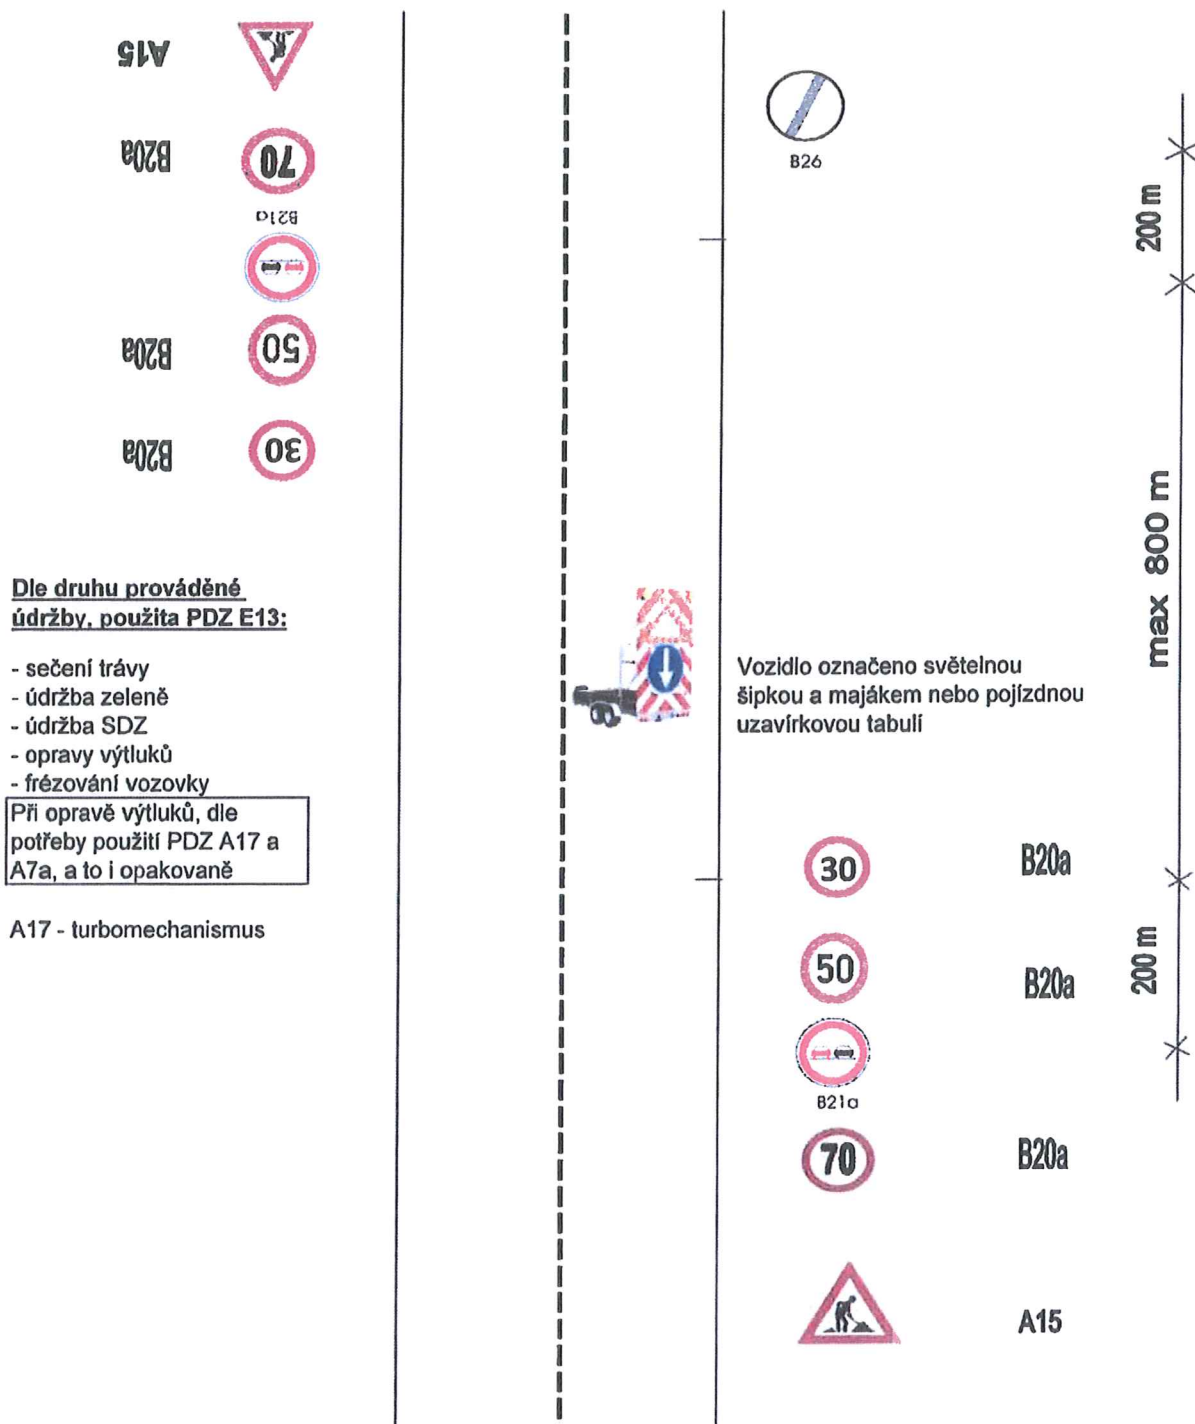 A15
B20a
70
B21a
B20a
50
B20a
30
B26
200 m
max 800 m
Dle druhu prováděné
údržby, použita PDZ E13:
- sečení trávy
- údržba zeleně
- údržba SDZ
- opravy výtluků
- frézování vozovky
Při opravě výtluků, dle
potřeby použití PDZ A17 a
A7a, a to i opakovaně
A17 - turbomechanismus
Vozidlo označeno světelnou
šipkou a majákem nebo pojízdnou
uzavírkovou tabulí
30
B20a
50
B20a
200 m
B21a
70
B20a
A15